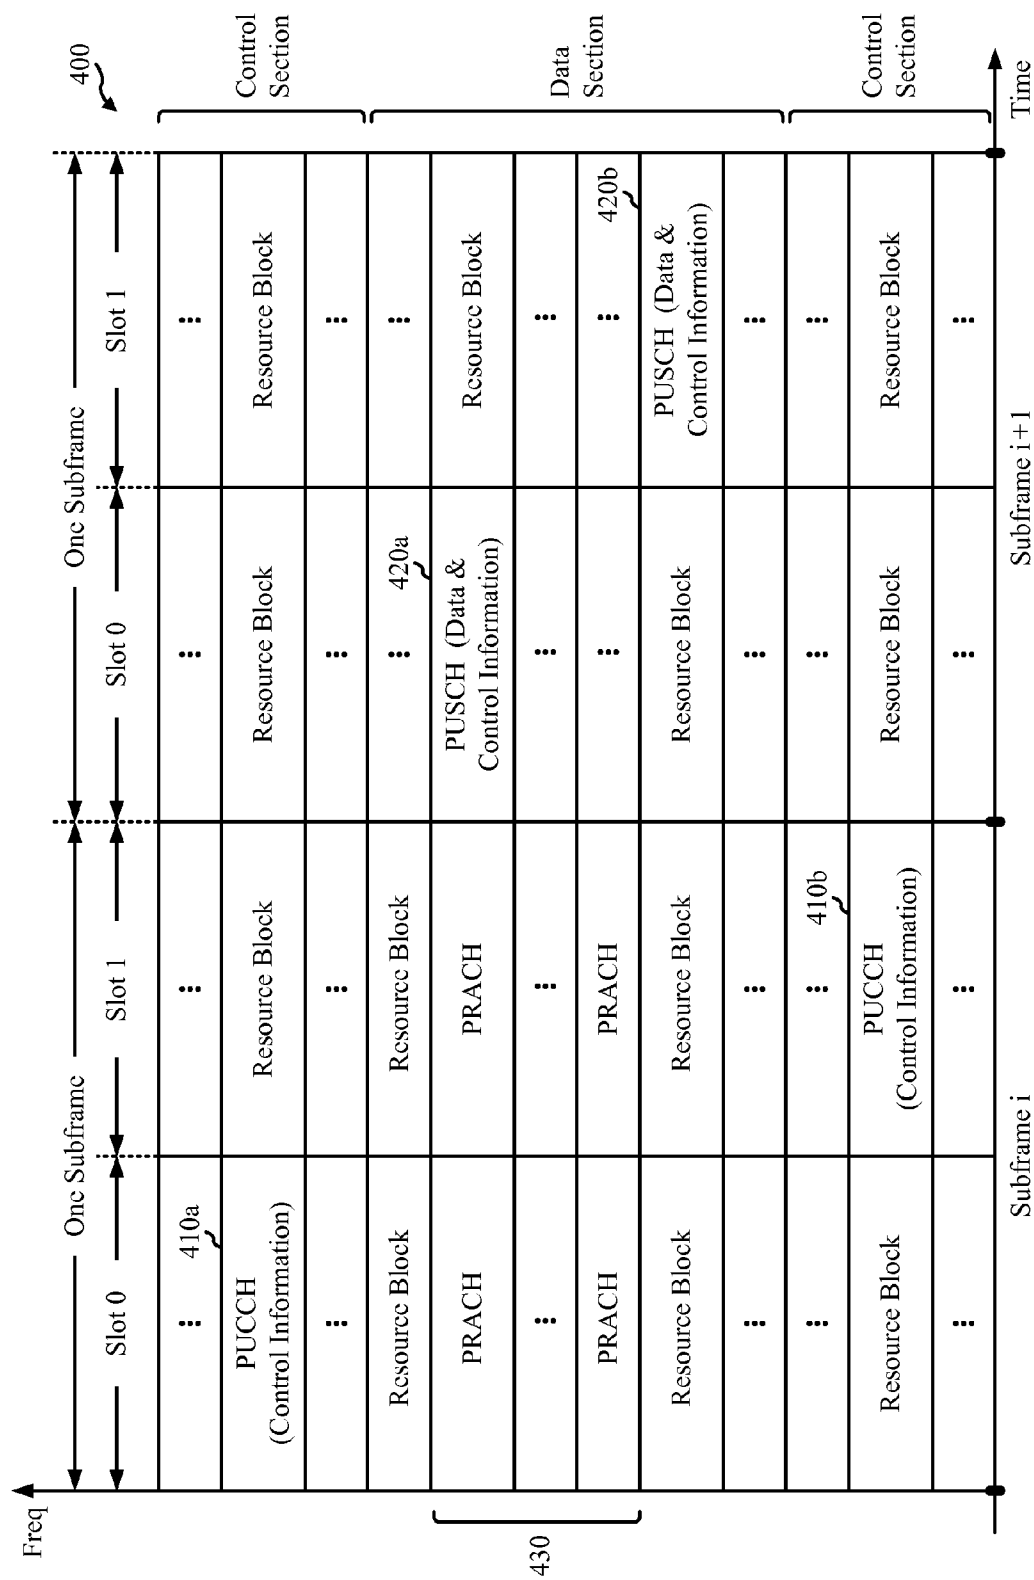 400
Freq
One Subframe
One Subframe
Slot 0
Slot 1
Slot 0
Slot 1
410a
PUCCH
(Control Information)
Resource Block
Resource Block
Resource Block
Control
Section
Resource Block
Resource Block
420a
PRACH
PRACH
PUSCH (Data &
Control Information)
Resource Block
430
Data
Section
PRACH
PRACH
420b
Resource Block
Resource Block
Resource Block
PUSCH (Data &
Control Information)
410b
Resource Block
PUCCH
(Control Information)
Resource Block
Resource Block
Control
Section
Subframe i
Subframe i+1
Time